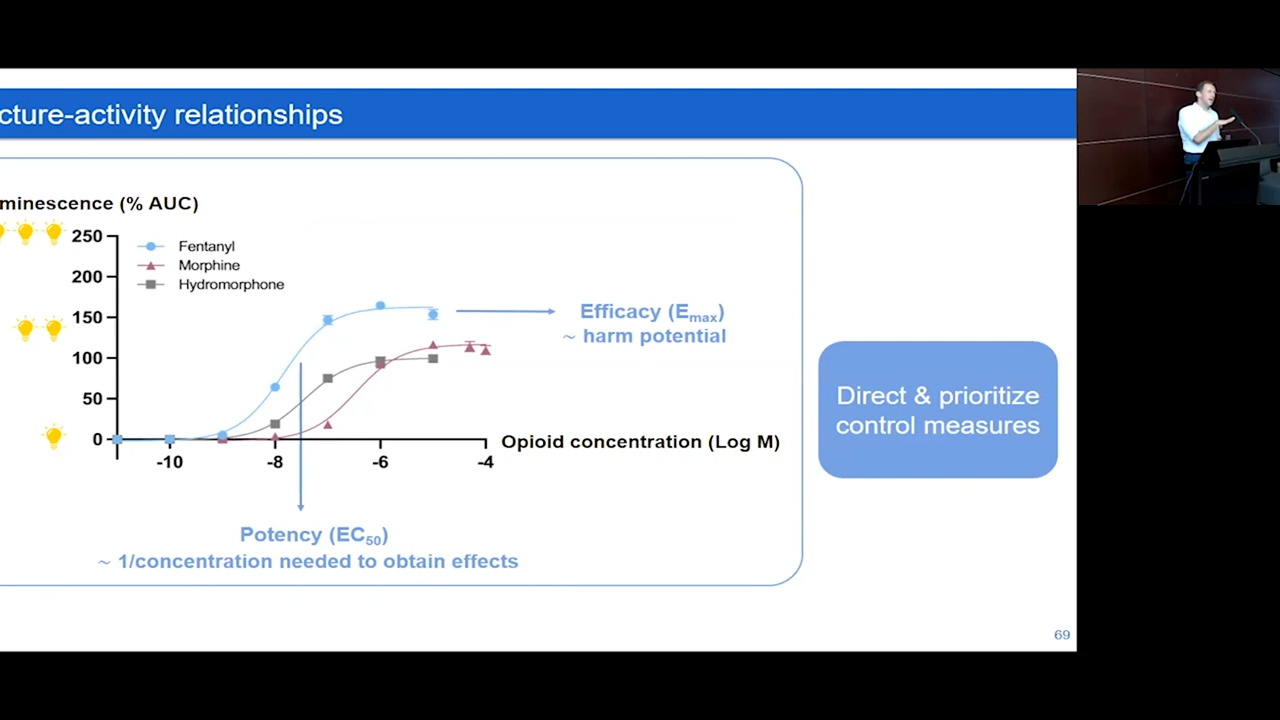 cture-activity relationships
minescence (% AUC)
250
200
150
100
50
0
Fentanyl
Morphine
Hydromorphone
Efficacy (Emax)
~ harm potential
Direct & prioritize
control measures
Opioid concentration (Log M)
-10
-8
-6
-4
Potency (EC50)
~ 1/concentration needed to obtain effects
69